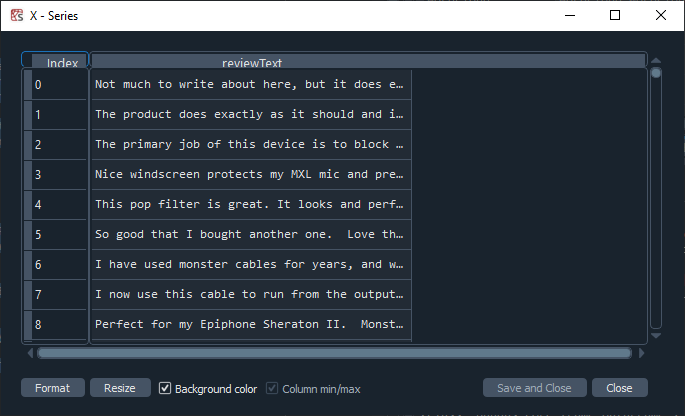 X - Series
Index reviewText
0 Not much to write about here, but it does e…
1 The product does exactly as it should and i…
2 The primary job of this device is to block …
3 Nice windscreen protects my MXL mic and pre…
4 This pop filter is great. It looks and perf…
5 So good that I bought another one.  Love th…
6 I have used monster cables for years, and w…
7 I now use this cable to run from the output…
8 Perfect for my Epiphone Sheraton II.  Monst…
Format Resize Background color Column min/max Save and Close Close